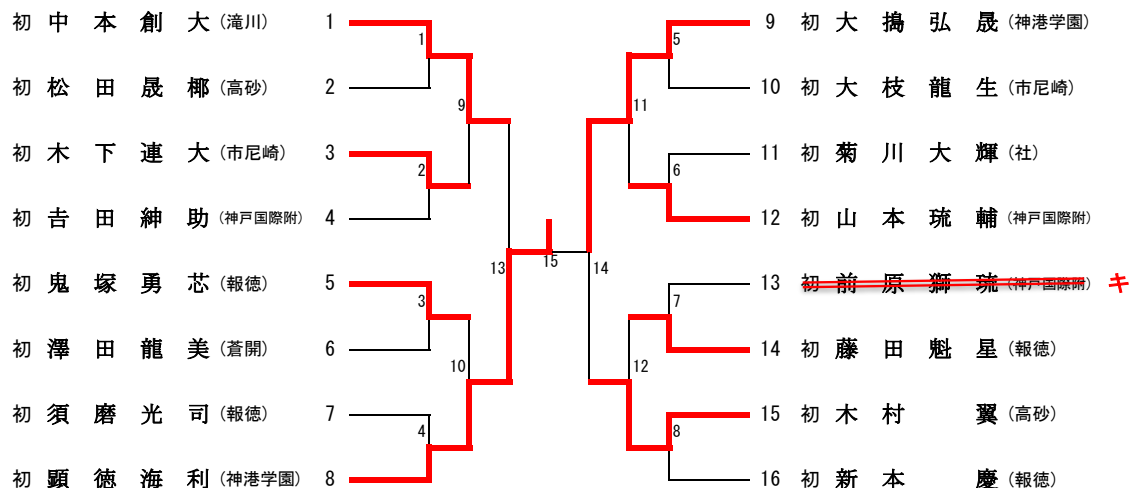 初 中本創大 (滝川) 1
初 松田晟椰 (高砂) 2
初 木下連大 (市尼崎) 3
初 吉田紳助 (神戸国際附) 4
初 鬼塚勇芯 (報徳) 5
初 澤田龍美 (蒼開) 6
初 須磨光司 (報徳) 7
初 顕徳海利 (神港学園) 8
1
2
3
4
9
10
13
15
14
11
12
5
6
7
8
9 初 大搗弘晟 (神港学園)
10 初 大枝龍生 (市尼崎)
11 初 菊川大輝 (社)
12 初 山本琉輔 (神戸国際附)
13 初 前原獅琉 (神戸国際附) キ
14 初 藤田魁星 (報徳)
15 初 木村翼 (高砂)
16 初 新本慶 (報徳)